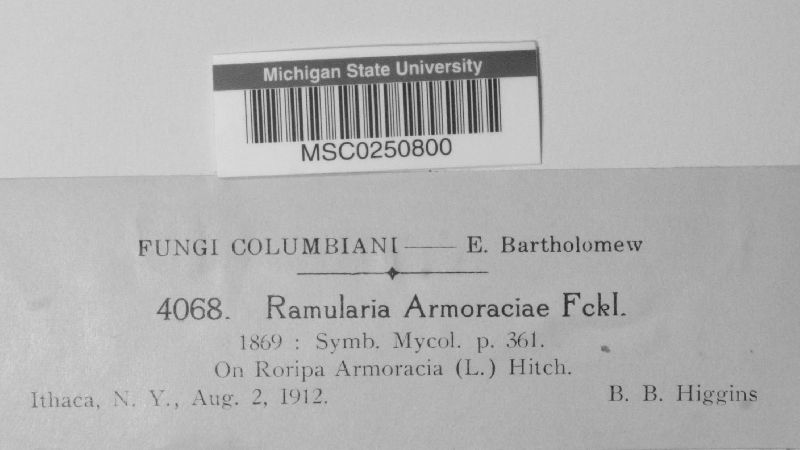 Michigan State University
MSC0250800
FUNGI COLUMBIANI — E. Bartholomew
4068. Ramularia Armoraciae Fckl.
1869 : Symb. Mycol. p. 361.
On Roripa Armoracia (L.) Hitch.
Ithaca, N. Y., Aug. 2, 1912. B. B. Higgins